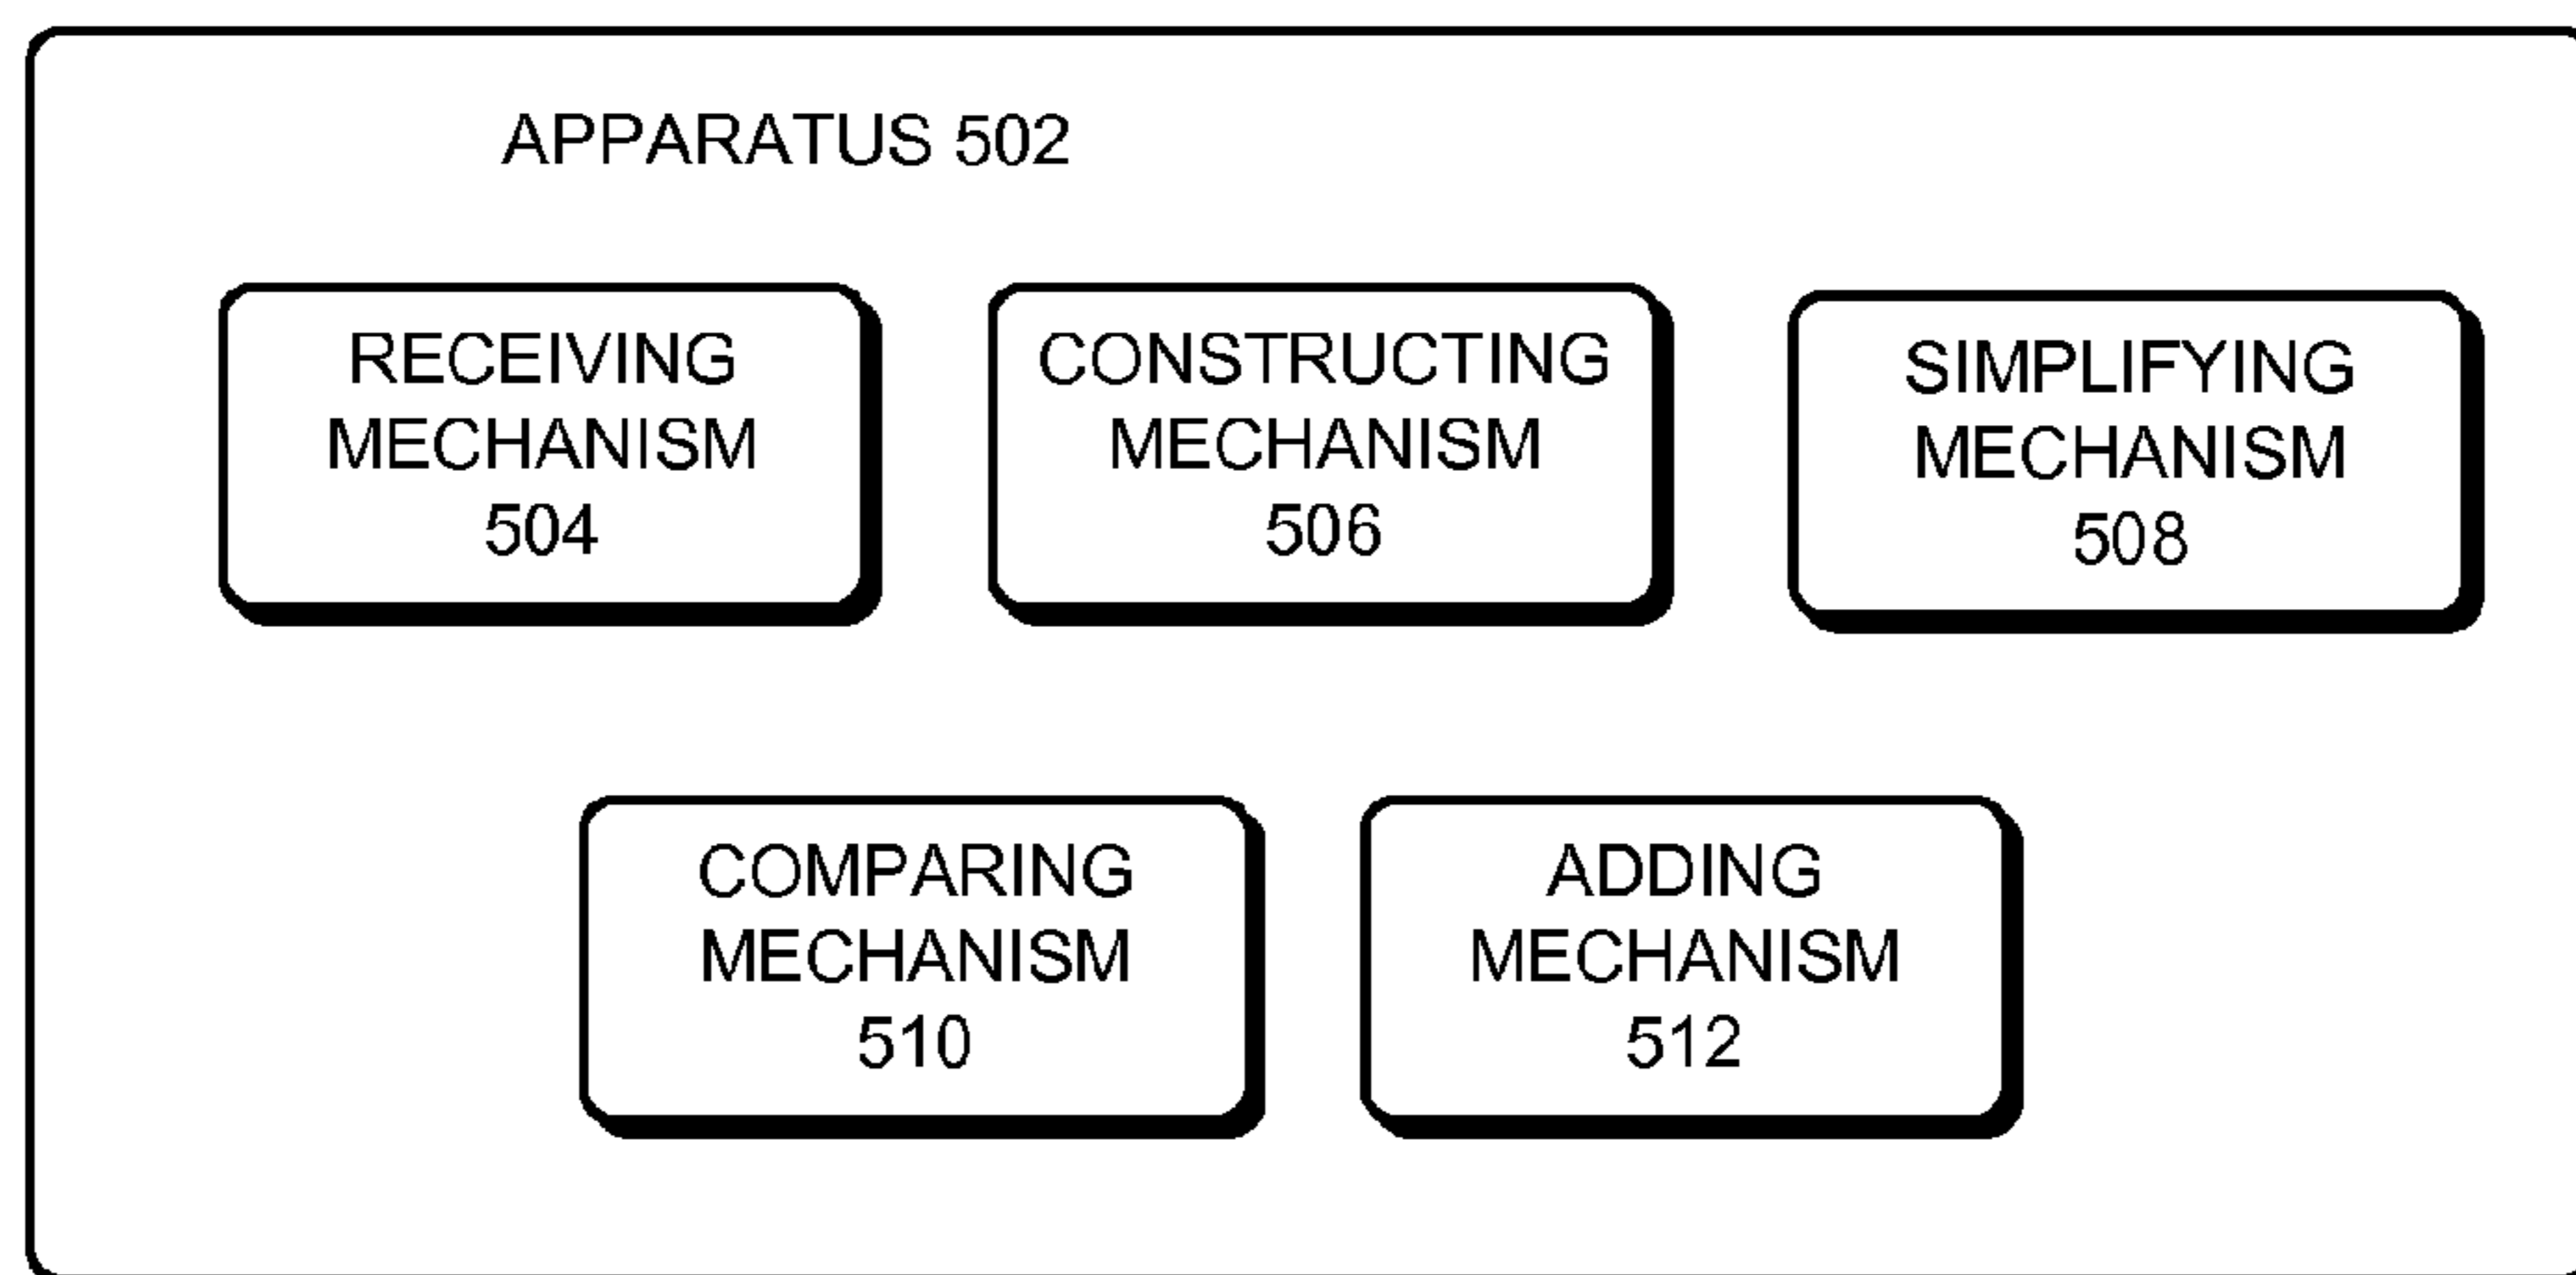 APPARATUS 502
RECEIVING
MECHANISM
504
CONSTRUCTING
MECHANISM
506
SIMPLIFYING
MECHANISM
508
COMPARING
MECHANISM
510
ADDING
MECHANISM
512